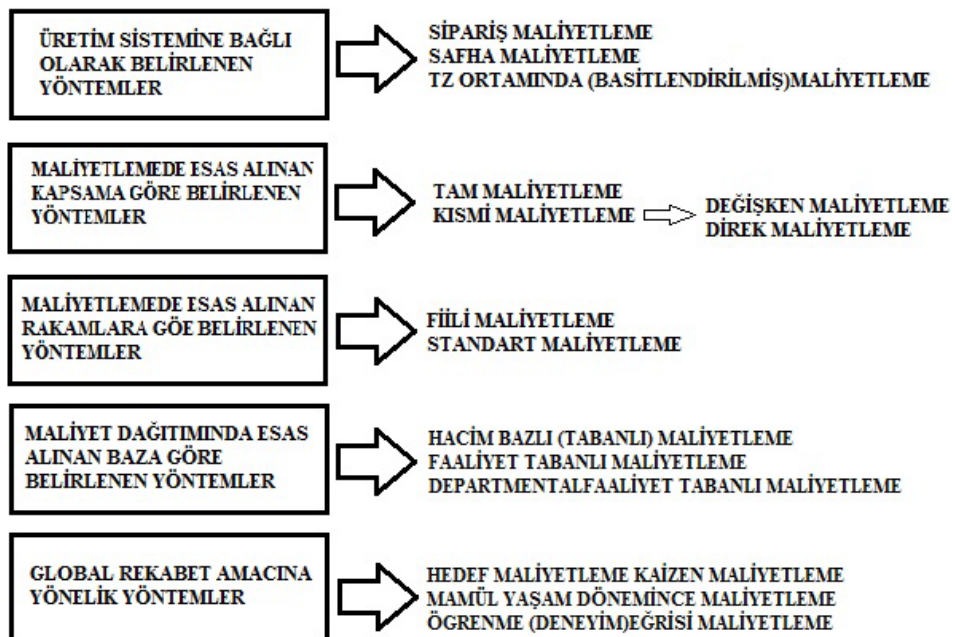 ÜRETİM SİSTEMİNE BAĞLI
OLARAK BELİRLENEN
YÖNTEMLER
SİPARİŞ MALİYETLEME
SAFHA MALİYETLEME
TZ ORTAMINDA (BASİTLENDİRİLMİŞ)MALİYETLEME
MALİYETLEMEDE ESAS ALINAN
KAPSAMA GÖRE BELİRLENEN
YÖNTEMLER
TAM MALİYETLEME
KISMİ MALİYETLEME
DEĞİŞKEN MALİYETLEME
DİREK MALİYETLEME
MALİYETLEMEDE ESAS ALINAN
RAKAMLARA GÖE BELİRLENEN
YÖNTEMLER
FİİLİ MALİYETLEME
STANDART MALİYETLEME
MALİYET DAĞITIMINDA ESAS
ALINAN BAZA GÖRE
BELİRLENEN YÖNTEMLER
HACİM BAZLI (TABANLI) MALİYETLEME
FAALİYET TABANLI MALİYETLEME
DEPARTMENTALFAALİYET TABANLI MALİYETLEME
GLOBAL REKABET AMACINA
YÖNELİK YÖNTEMLER
HEDEF MALİYETLEME KAİZEN MALİYETLEME
MAMÜL YAŞAM DÖNEMİNCE MALİYETLEME
ÖGRENME (DENEYİM)EĞRİSİ MALİYETLEME